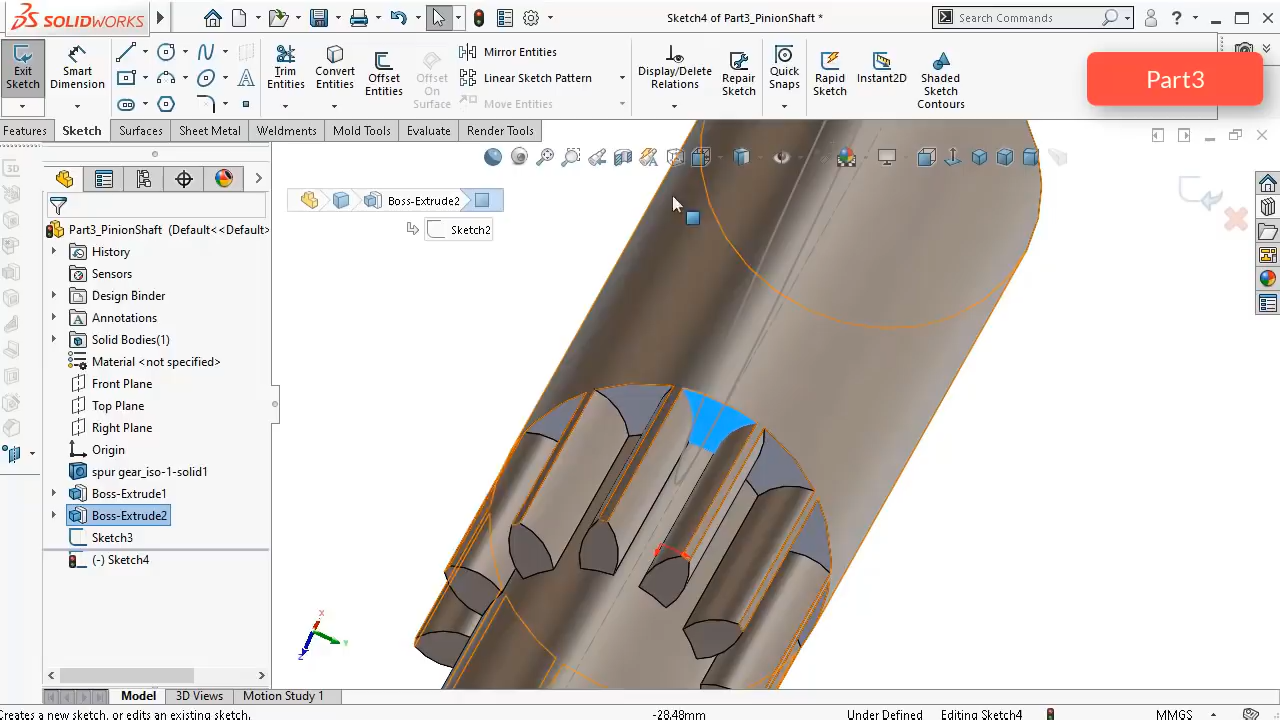 SOLIDWORKS
Sketch4 of Part3_PinionShaft *
Search Commands
Exit Sketch
Smart Dimension
Trim Entities
Convert Entities
Offset Entities
Offset On Surface
Mirror Entities
Linear Sketch Pattern
Move Entities
Display/Delete Relations
Repair Sketch
Quick Snaps
Rapid Sketch
Instant2D
Shaded Sketch Contours
Part3
Features
Sketch
Surfaces
Sheet Metal
Weldments
Mold Tools
Evaluate
Render Tools
Boss-Extrude2
Sketch2
Part3_PinionShaft (Default<<Default>
History
Sensors
Design Binder
Annotations
Solid Bodies(1)
Material <not specified>
Front Plane
Top Plane
Right Plane
Origin
spur gear_iso-1-solid1
Boss-Extrude1
Boss-Extrude2
Sketch3
(-) Sketch4
X
Y
Z
Model
3D Views
Motion Study 1
Creates a new sketch, or edits an existing sketch.
-28.48mm
Under Defined
Editing Sketch4
MMGS